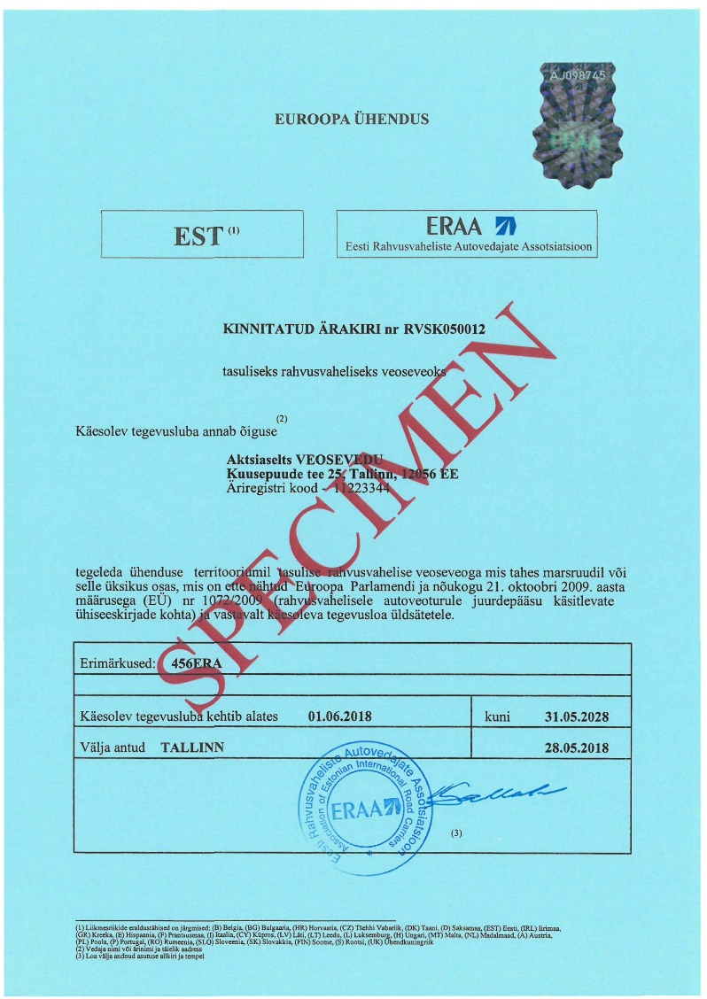 AJ098745
ERAA
EUROOPA ÜHENDUS
EST (1)
ERAA
Eesti Rahvusvaheliste Autovedajate Assotsiatsioon
KINNITATUD ÄRAKIRI nr RVSK050012
tasuliseks rahvusvaheliseks veoseveoks
(2)
Käesolev tegevusluba annab õiguse
Aktsiaselts VEOSEVEDU
Kuusepuude tee 25, Tallinn, 12056 EE
Äriregistri kood - 11223344
SPECIMEN
tegeleda ühenduse territooriumil tasulise rahvusvahelise veoseveoga mis tahes marsruudil või
selle üksikus osas, mis on ette nähtud Euroopa Parlamendi ja nõukogu 21. oktoobri 2009. aasta
määrusega (EÜ) nr 1072/2009 (rahvusvahelisele autoveoturule juurdepääsu käsitlevate
ühiseeskirjade kohta) ja vastavalt käesoleva tegevusloa üldsätetele.
Erimärkused: 456ERA
Käesolev tegevusluba kehtib alates 01.06.2018 kuni 31.05.2028
Välja antud TALLINN 28.05.2018
Eesti Rahvusvaheliste Autovedajate Assotsiatsioon
Association of Estonian International Road Carriers
ERAA
(3)
(1) Liikmesriikide eraldustähised on järgmised: (B) Belgia, (BG) Bulgaaria, (HR) Horvaatia, (CZ) Tšehhi Vabariik, (DK) Taani, (D) Saksamaa, (EST) Eesti, (IRL) Iirimaa,
(GR) Kreeka, (E) Hispaania, (F) Prantsusmaa, (I) Itaalia, (CY) Küpros, (LV) Läti, (LT) Leedu, (L) Luksemburg, (H) Ungari, (MT) Malta, (NL) Madalmaad, (A) Austria,
(PL) Poola, (P) Portugal, (RO) Rumeenia, (SLO) Sloveenia, (SK) Slovakkia, (FIN) Soome, (S) Rootsi, (UK) Ühendkuningriik
(2) Vedaja nimi või ärinimi ja täielik aadress
(3) Loa välja andnud asutuse allkiri ja tempel